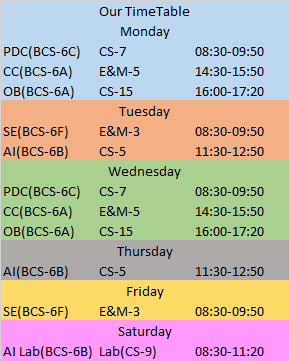 Our TimeTable
Monday
PDC(BCS-6C) CS-7 08:30-09:50
CC(BCS-6A) E&M-5 14:30-15:50
OB(BCS-6A) CS-15 16:00-17:20
Tuesday
SE(BCS-6F) E&M-3 08:30-09:50
AI(BCS-6B) CS-5 11:30-12:50
Wednesday
PDC(BCS-6C) CS-7 08:30-09:50
CC(BCS-6A) E&M-5 14:30-15:50
OB(BCS-6A) CS-15 16:00-17:20
Thursday
AI(BCS-6B) CS-5 11:30-12:50
Friday
SE(BCS-6F) E&M-3 08:30-09:50
Saturday
AI Lab(BCS-6B) Lab(CS-9) 08:30-11:20